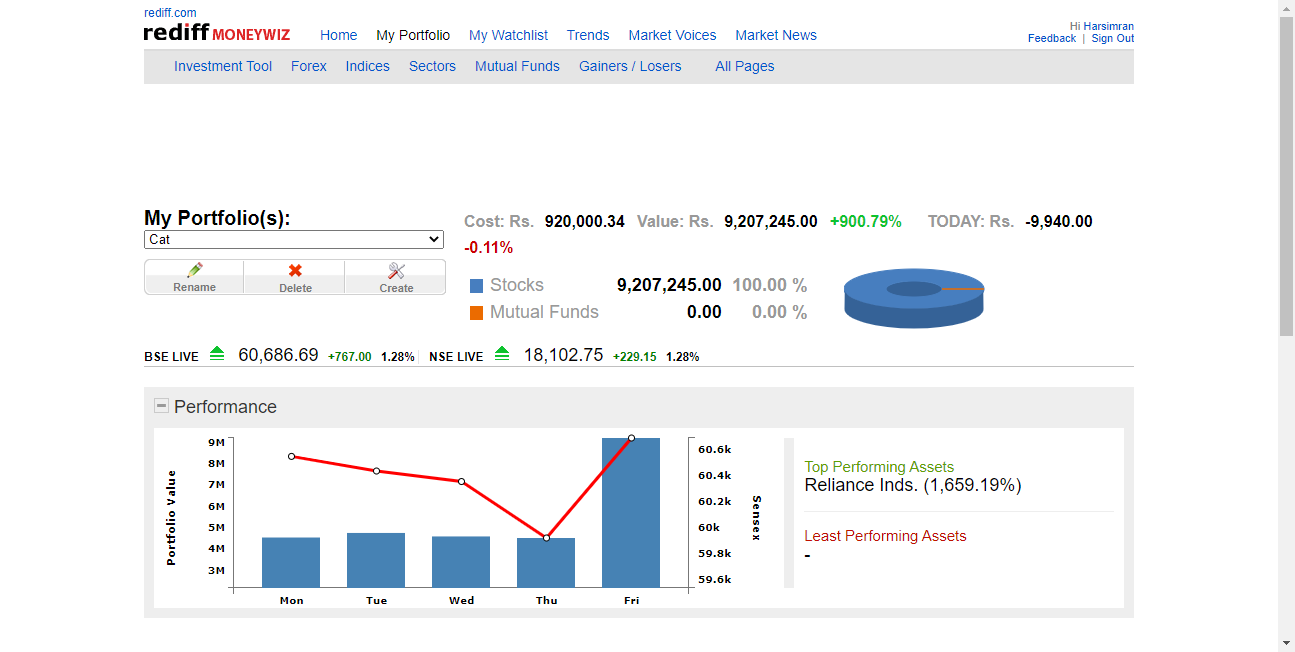 rediff.com
rediff MONEYWIZ
Home My Portfolio My Watchlist Trends Market Voices Market News
Hi Harsimran
Feedback | Sign Out
Investment Tool Forex Indices Sectors Mutual Funds Gainers / Losers All Pages
My Portfolio(s):
Cat
Rename Delete Create
Cost: Rs. 920,000.34 Value: Rs. 9,207,245.00 +900.79% TODAY: Rs. -9,940.00
-0.11%
Stocks 9,207,245.00 100.00 %
Mutual Funds 0.00 0.00 %
BSE LIVE 60,686.69 +767.00 1.28% NSE LIVE 18,102.75 +229.15 1.28%
Performance
Portfolio Value
9M
8M
7M
6M
5M
4M
3M
Mon Tue Wed Thu Fri
60.6k
60.4k
60.2k
60k
59.8k
59.6k
Sensex
Top Performing Assets
Reliance Inds. (1,659.19%)
Least Performing Assets
-